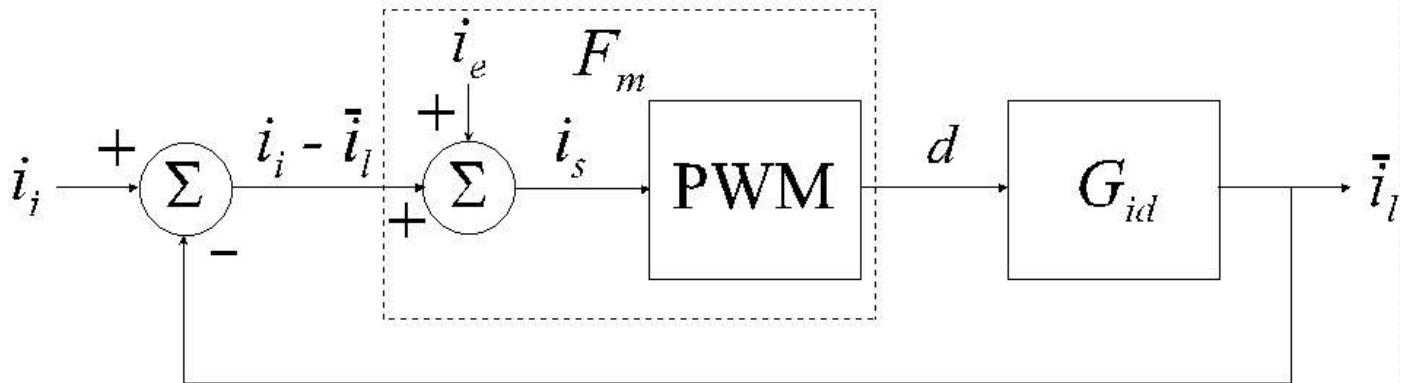 i_e
F_m
+
+
i_i
Σ
i_i - ī_l
Σ
i_s
PWM
d
G_id
ī_l
+
-